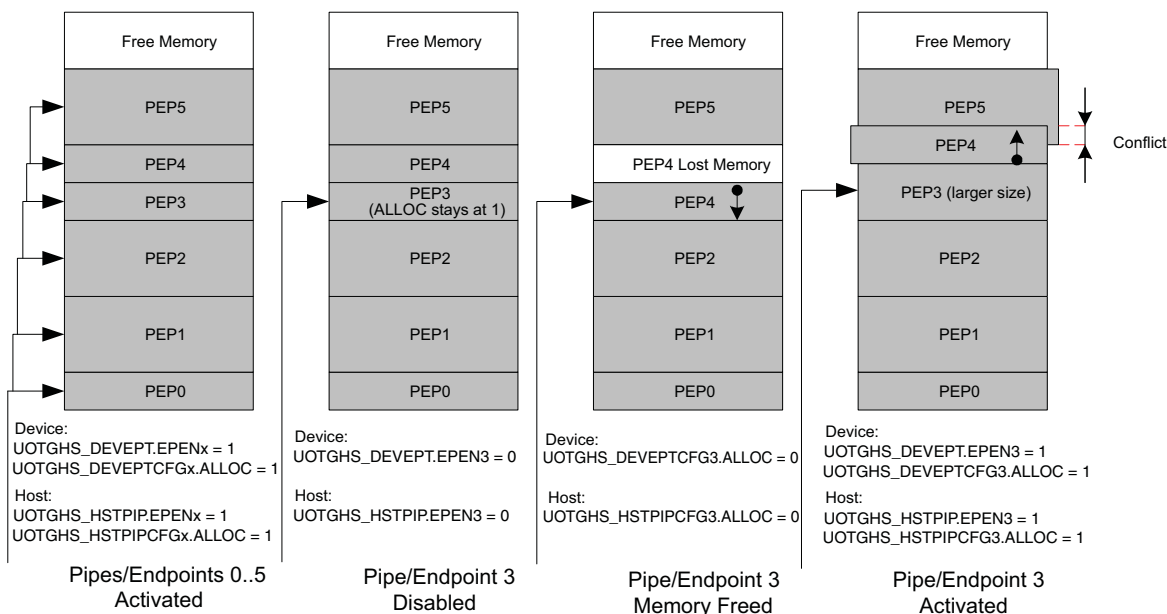 Free Memory
PEP5
PEP4
PEP3
PEP2
PEP1
PEP0
Device:
UOTGHS_DEVEPT.EPENx = 1
UOTGHS_DEVEPTCFGx.ALLOC = 1
Host:
UOTGHS_HSTPIP.EPENx = 1
UOTGHS_HSTPIPCFGx.ALLOC = 1
Pipes/Endpoints 0..5
Activated
Free Memory
PEP5
PEP4
PEP3
(ALLOC stays at 1)
PEP2
PEP1
PEP0
Device:
UOTGHS_DEVEPT.EPEN3 = 0
Host:
UOTGHS_HSTPIP.EPEN3 = 0
Pipe/Endpoint 3
Disabled
Free Memory
PEP5
PEP4 Lost Memory
PEP4
PEP2
PEP1
PEP0
Device:
UOTGHS_DEVEPTCFG3.ALLOC = 0
Host:
UOTGHS_HSTPIPCFG3.ALLOC = 0
Pipe/Endpoint 3
Memory Freed
Free Memory
PEP5
PEP4
Conflict
PEP3 (larger size)
PEP2
PEP1
PEP0
Device:
UOTGHS_DEVEPT.EPEN3 = 1
UOTGHS_DEVEPTCFG3.ALLOC = 1
Host:
UOTGHS_HSTPIP.EPEN3 = 1
UOTGHS_HSTPIPCFG3.ALLOC = 1
Pipe/Endpoint 3
Activated